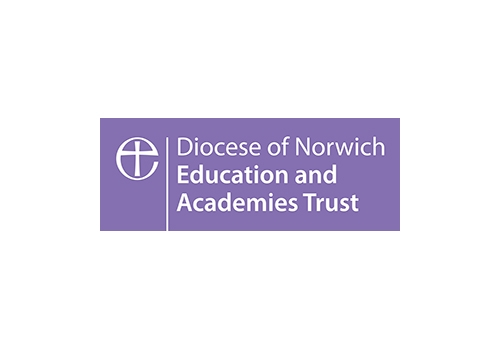 Diocese of Norwich
Education and
Academies Trust